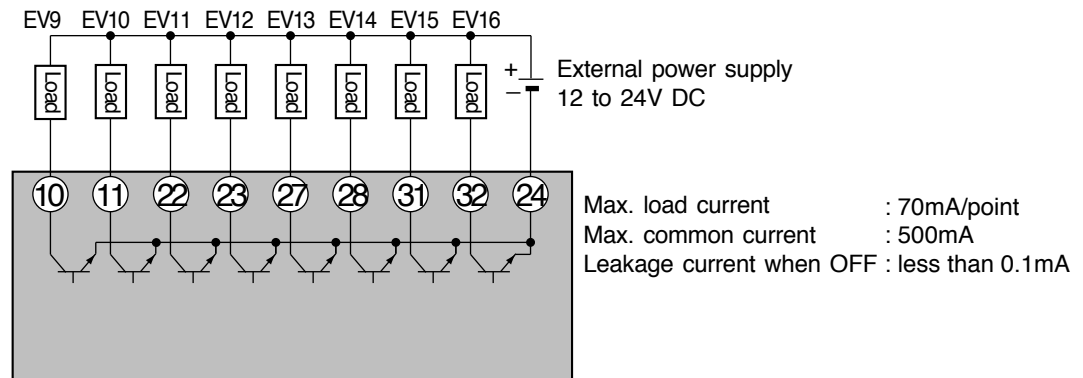 EV9 EV10 EV11 EV12 EV13 EV14 EV15 EV16
Load Load Load Load Load Load Load Load
+ External power supply
− 12 to 24V DC
10 11 22 23 27 28 31 32 24
Max. load current : 70mA/point
Max. common current : 500mA
Leakage current when OFF : less than 0.1mA